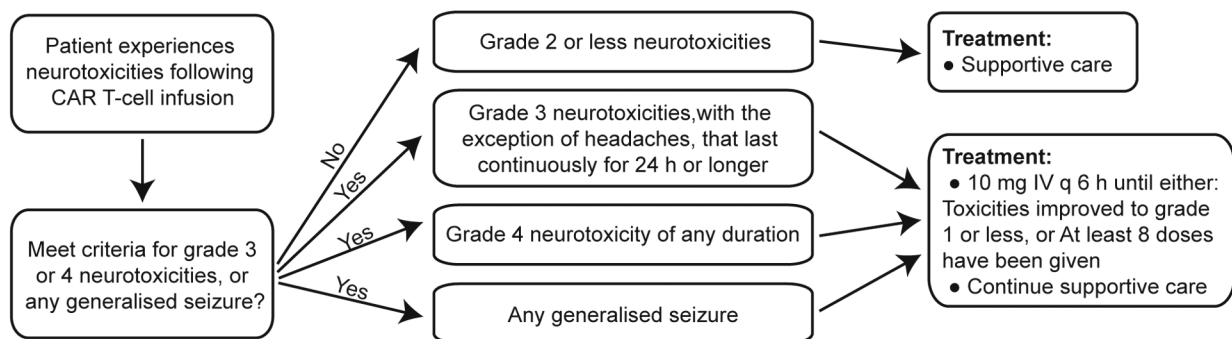 Patient experiences
neurotoxicities following
CAR T-cell infusion
Meet criteria for grade 3
or 4 neurotoxicities, or
any generalised seizure?
No
Yes
Yes
Yes
Grade 2 or less neurotoxicities
Grade 3 neurotoxicities,with the
exception of headaches, that last
continuously for 24 h or longer
Grade 4 neurotoxicity of any duration
Any generalised seizure
Treatment:
● Supportive care
Treatment:
● 10 mg IV q 6 h until either:
Toxicities improved to grade
1 or less, or At least 8 doses
have been given
● Continue supportive care